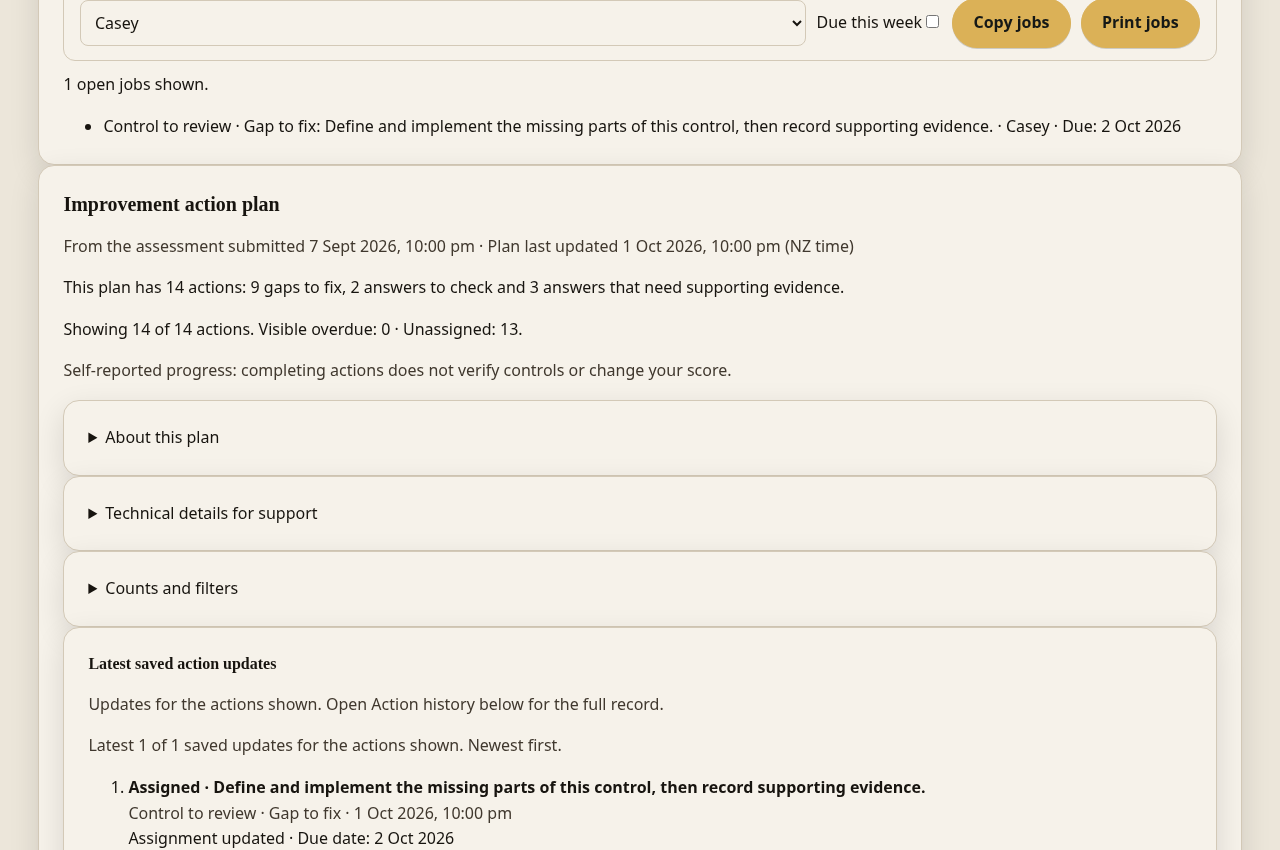 Casey
Due this week
Copy jobs
Print jobs
1 open jobs shown.
Control to review · Gap to fix: Define and implement the missing parts of this control, then record supporting evidence. · Casey · Due: 2 Oct 2026
Improvement action plan
From the assessment submitted 7 Sept 2026, 10:00 pm · Plan last updated 1 Oct 2026, 10:00 pm (NZ time)
This plan has 14 actions: 9 gaps to fix, 2 answers to check and 3 answers that need supporting evidence.
Showing 14 of 14 actions. Visible overdue: 0 · Unassigned: 13.
Self-reported progress: completing actions does not verify controls or change your score.
About this plan
Technical details for support
Counts and filters
Latest saved action updates
Updates for the actions shown. Open Action history below for the full record.
Latest 1 of 1 saved updates for the actions shown. Newest first.
1. Assigned · Define and implement the missing parts of this control, then record supporting evidence.
Control to review · Gap to fix · 1 Oct 2026, 10:00 pm
Assignment updated · Due date: 2 Oct 2026